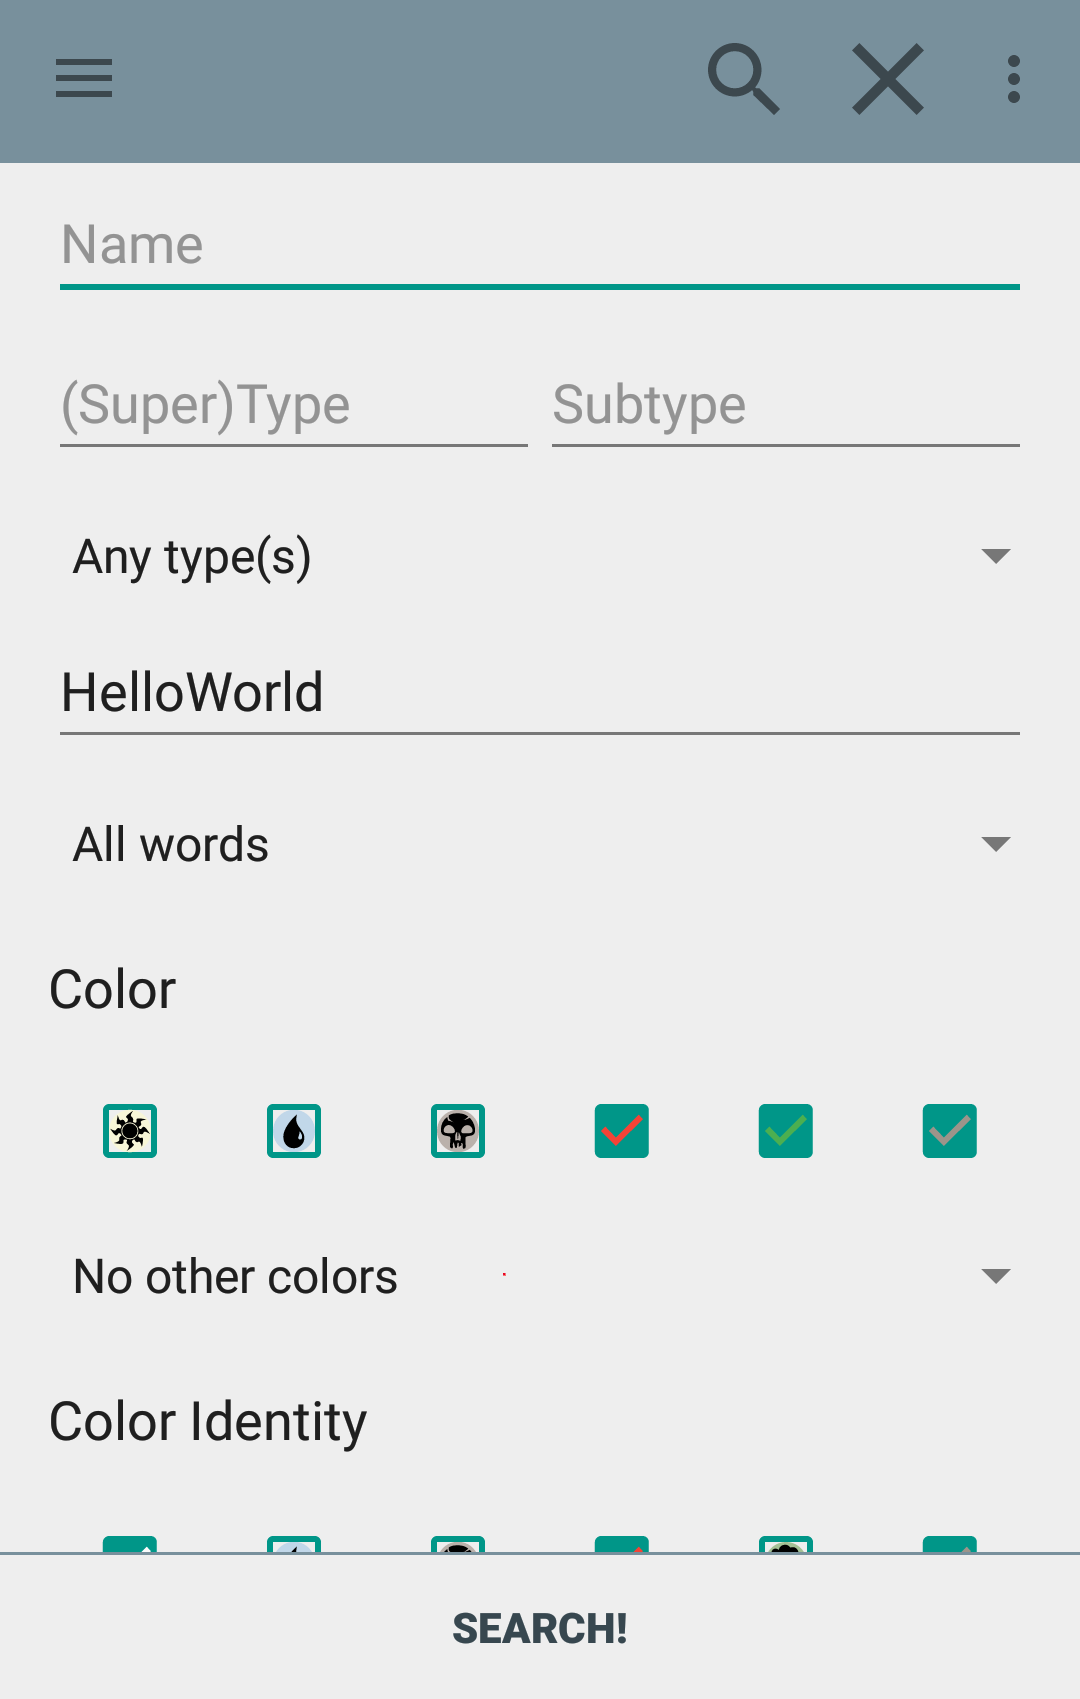 Name
(Super)Type Subtype
Any type(s)
HelloWorld
All words
Color
No other colors
Color Identity
SEARCH!